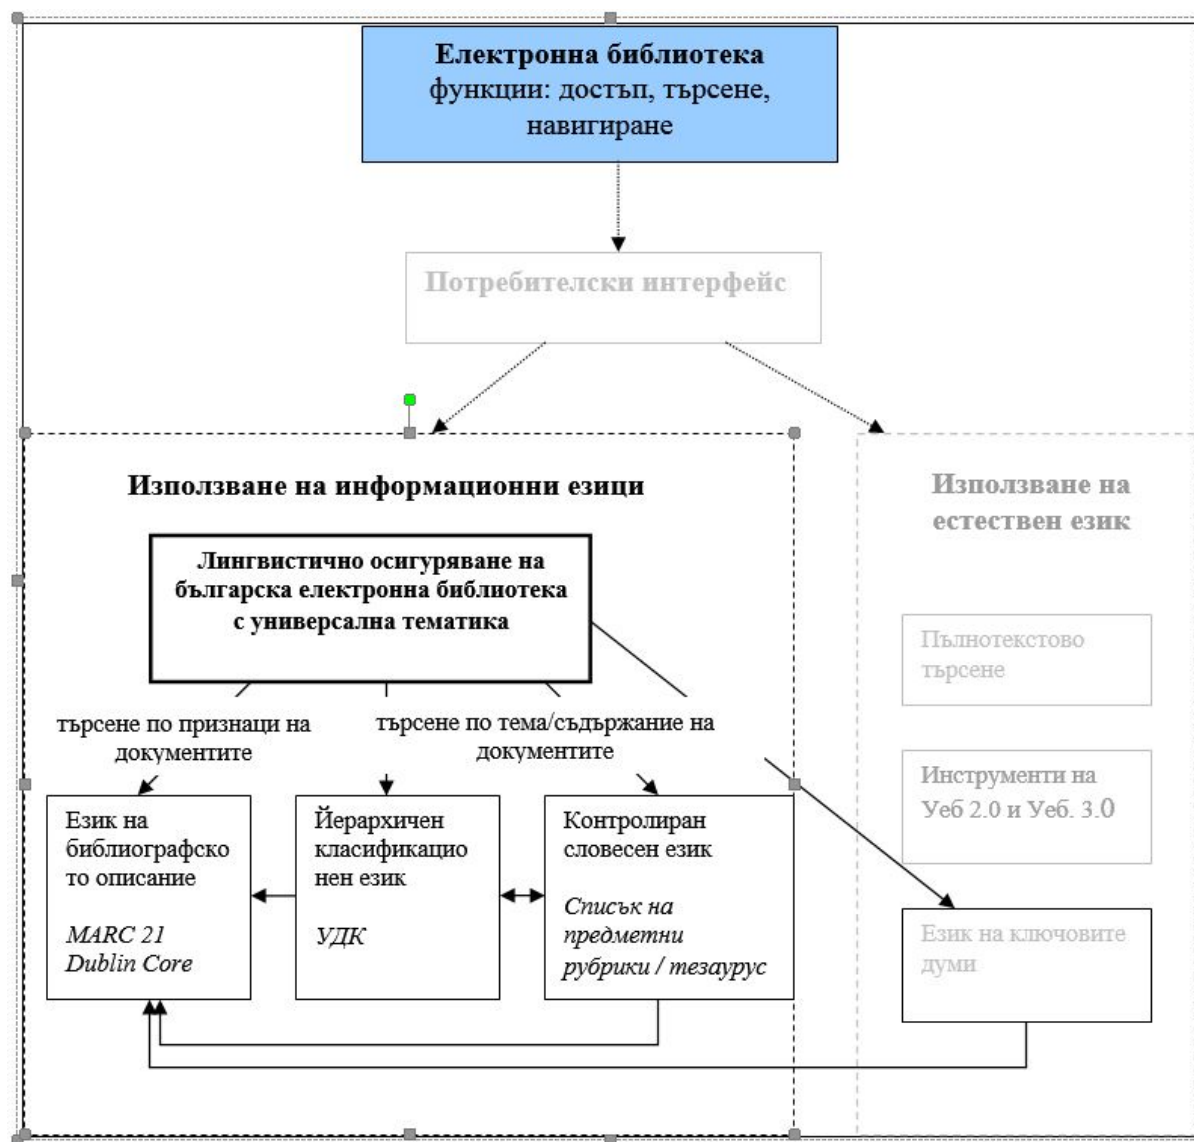 Електронна библиотека
функции: достъп, търсене,
навигиране
Потребителски интерфейс
Използване на информационни езици
Лингвистично осигуряване на
българска електронна библиотека
с универсална тематика
търсене по признаци на
документите
търсене по тема/съдържание на
документите
Език на
библиографско
то описание
MARC 21
Dublin Core
Йерархичен
класификацио
нен език
УДК
Контролиран
словесен език
Списък на
предметни
рубрики / тезаурус
Използване на
естествен език
Пълнотекстово
търсене
Инструменти на
Уеб 2.0 и Уеб. 3.0
Език на ключовите
думи